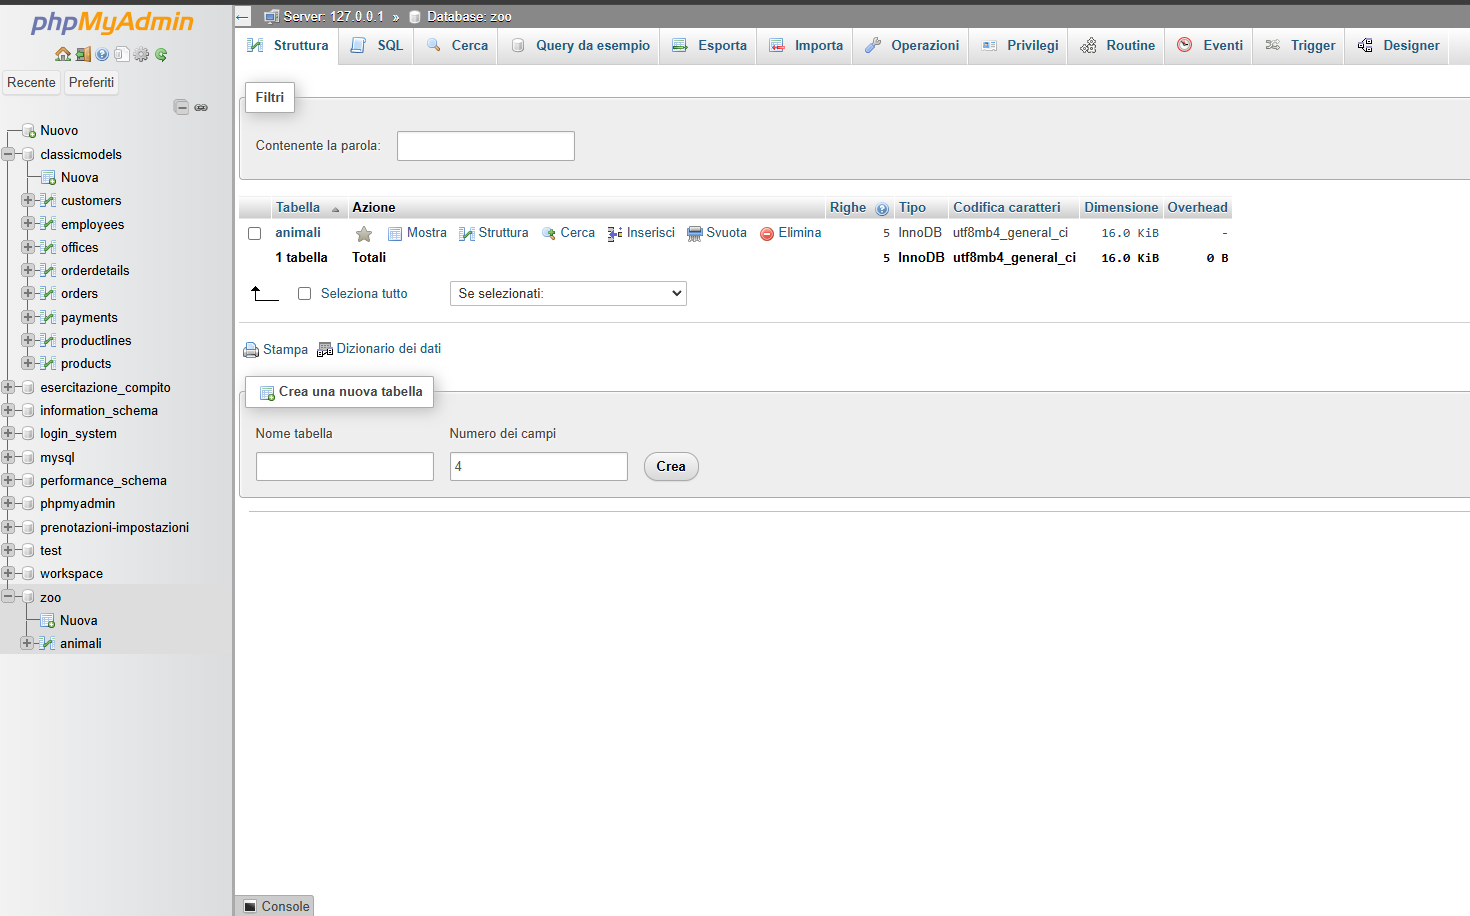 phpMyAdmin
Recente Preferiti
Nuovo
classicmodels
Nuova
customers
employees
offices
orderdetails
orders
payments
productlines
products
esercitazione_compito
information_schema
login_system
mysql
performance_schema
phpmyadmin
prenotazioni-impostazioni
test
workspace
zoo
Nuova
animali
Server: 127.0.0.1 » Database: zoo
Struttura SQL Cerca Query da esempio Esporta Importa Operazioni Privilegi Routine Eventi Trigger Designer
Filtri
Contenente la parola:
Tabella Azione Righe Tipo Codifica caratteri Dimensione Overhead
animali Mostra Struttura Cerca Inserisci Svuota Elimina 5 InnoDB utf8mb4_general_ci 16.0 KiB -
1 tabella Totali 5 InnoDB utf8mb4_general_ci 16.0 KiB 0 B
Seleziona tutto Se selezionati:
Stampa Dizionario dei dati
Crea una nuova tabella
Nome tabella Numero dei campi
4 Crea
Console